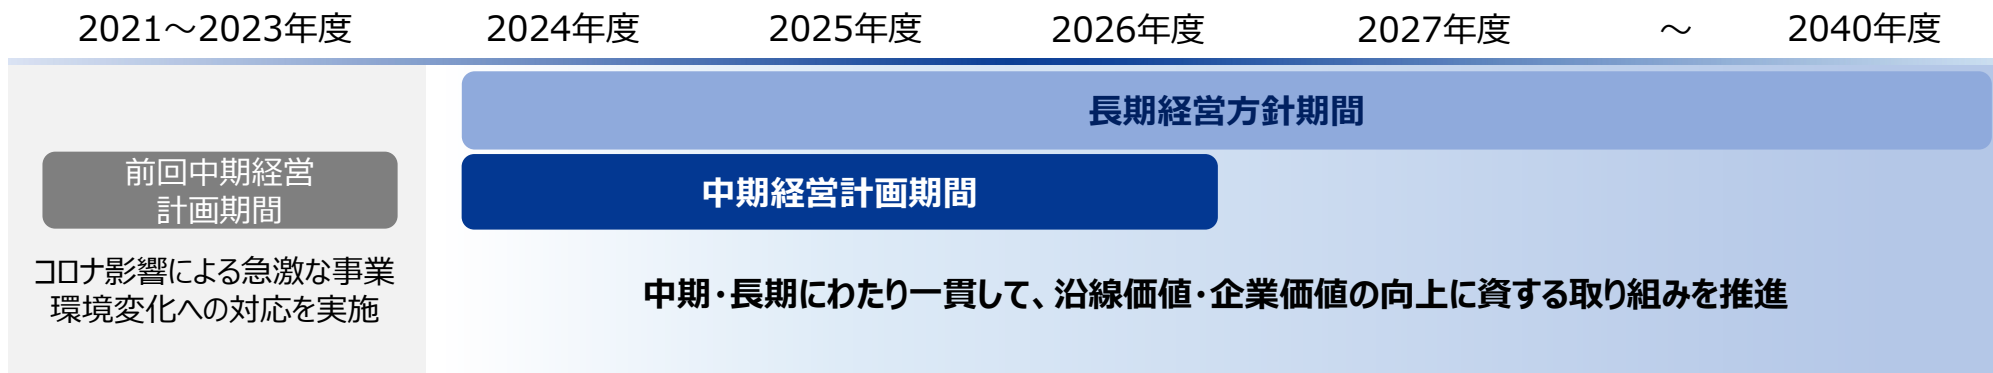 2021～2023年度 2024年度 2025年度 2026年度 2027年度 ～ 2040年度
長期経営方針期間
前回中期経営
計画期間
中期経営計画期間
コロナ影響による急激な事業
環境変化への対応を実施
中期・長期にわたり一貫して、沿線価値・企業価値の向上に資する取り組みを推進